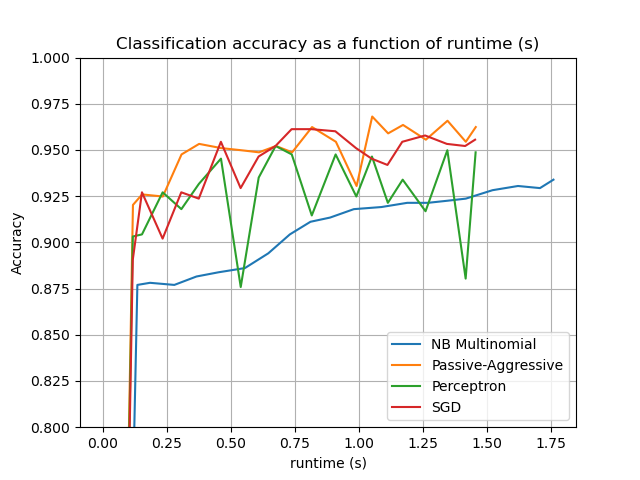 Classification accuracy as a function of runtime (s)
1.000
0.975
0.950
0.925
0.900
0.875
0.850
0.825
0.800
Accuracy
NB Multinomial
Passive-Aggressive
Perceptron
SGD
0.00 0.25 0.50 0.75 1.00 1.25 1.50 1.75
runtime (s)